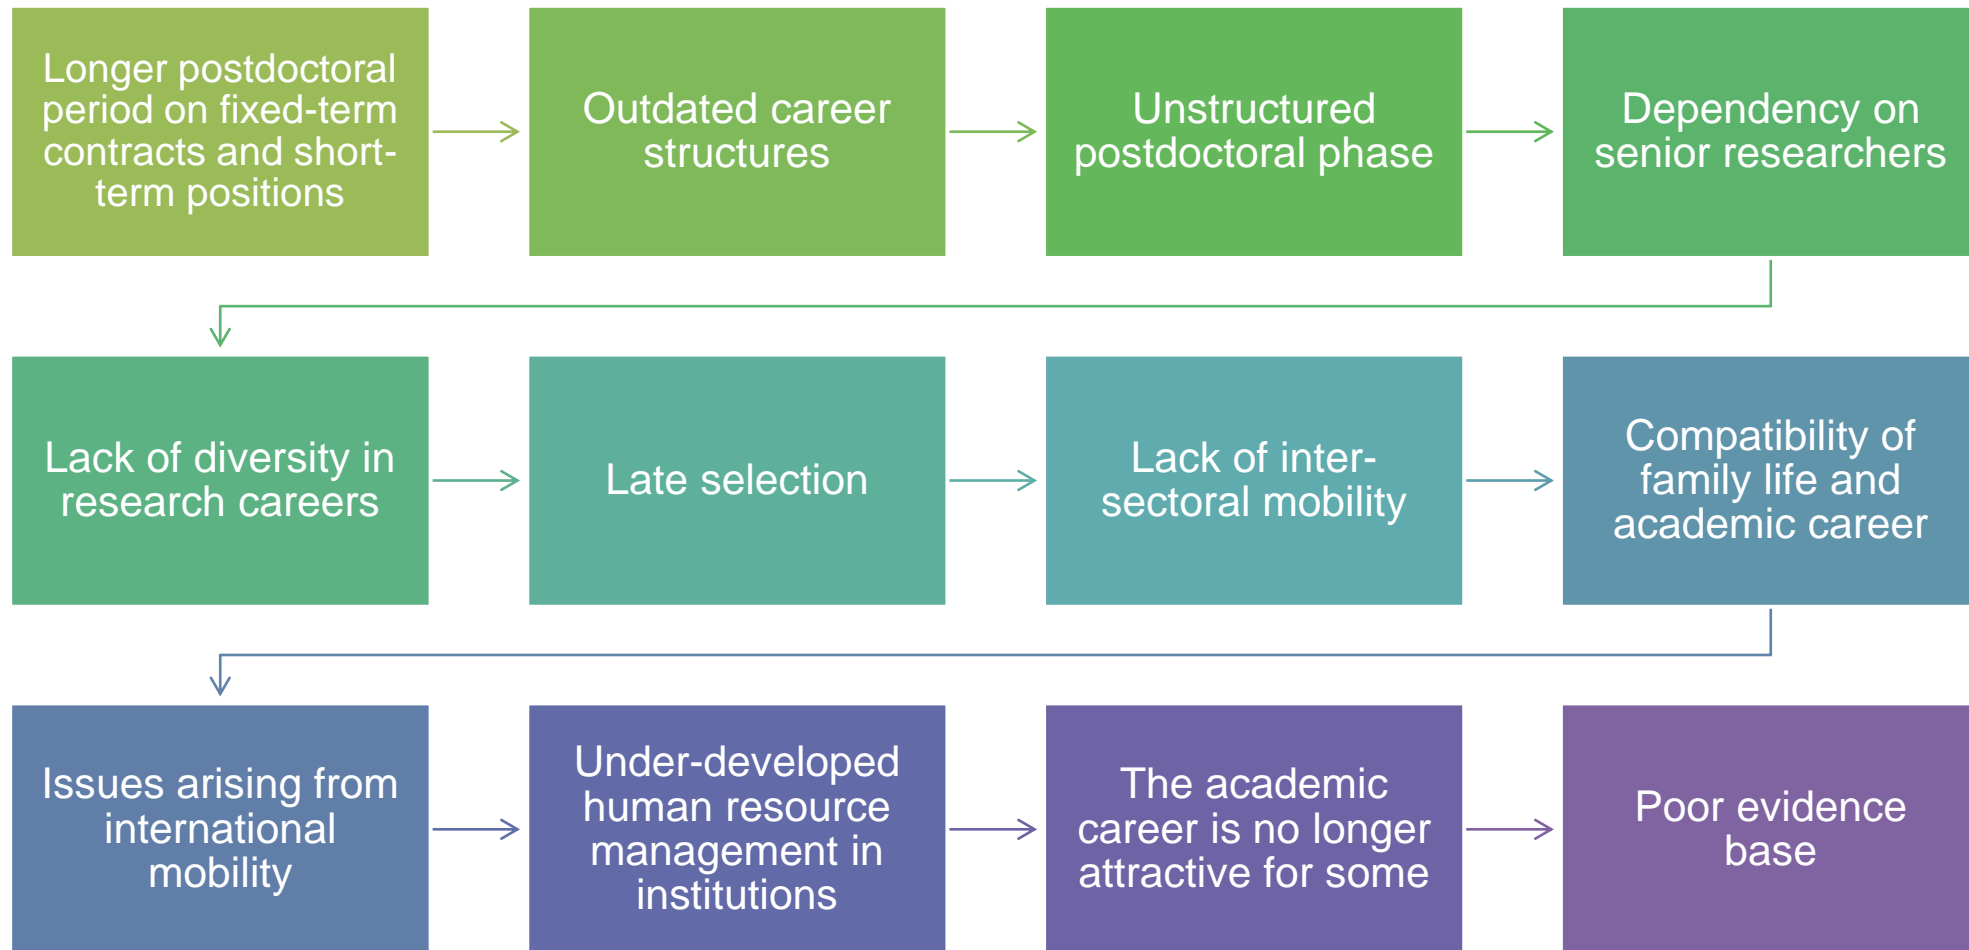 Longer postdoctoral
period on fixed-term
contracts and short-
term positions
Outdated career
structures
Unstructured
postdoctoral phase
Dependency on
senior researchers
Lack of diversity in
research careers
Late selection
Lack of inter-
sectoral mobility
Compatibility of
family life and
academic career
Issues arising from
international
mobility
Under-developed
human resource
management in
institutions
The academic
career is no longer
attractive for some
Poor evidence
base